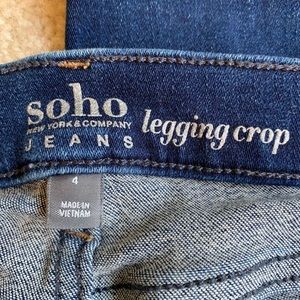 soho
NEW YORK & COMPANY
JEANS
legging crop
4
MADE IN
VIETNAM